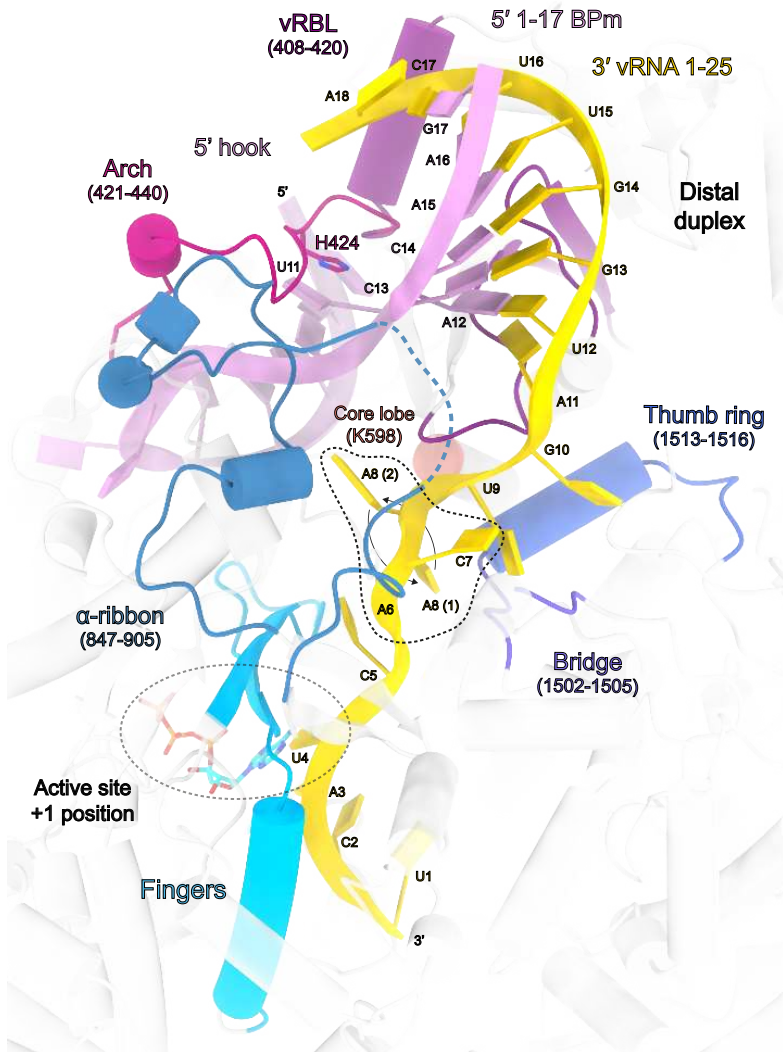 vRBL
(408-420)
5′ 1-17 BPm
3′ vRNA 1-25
C17
U16
A18
U15
G17
5′ hook
A16
Arch
(421-440)
5′
A15
G14
Distal
duplex
H424
C14
U11
C13
G13
A12
U12
A11
Core lobe
(K598)
Thumb ring
(1513-1516)
G10
A8 (2)
U9
C7
A6
A8 (1)
α-ribbon
(847-905)
C5
Bridge
(1502-1505)
U4
Active site
+1 position
A3
C2
U1
Fingers
3′